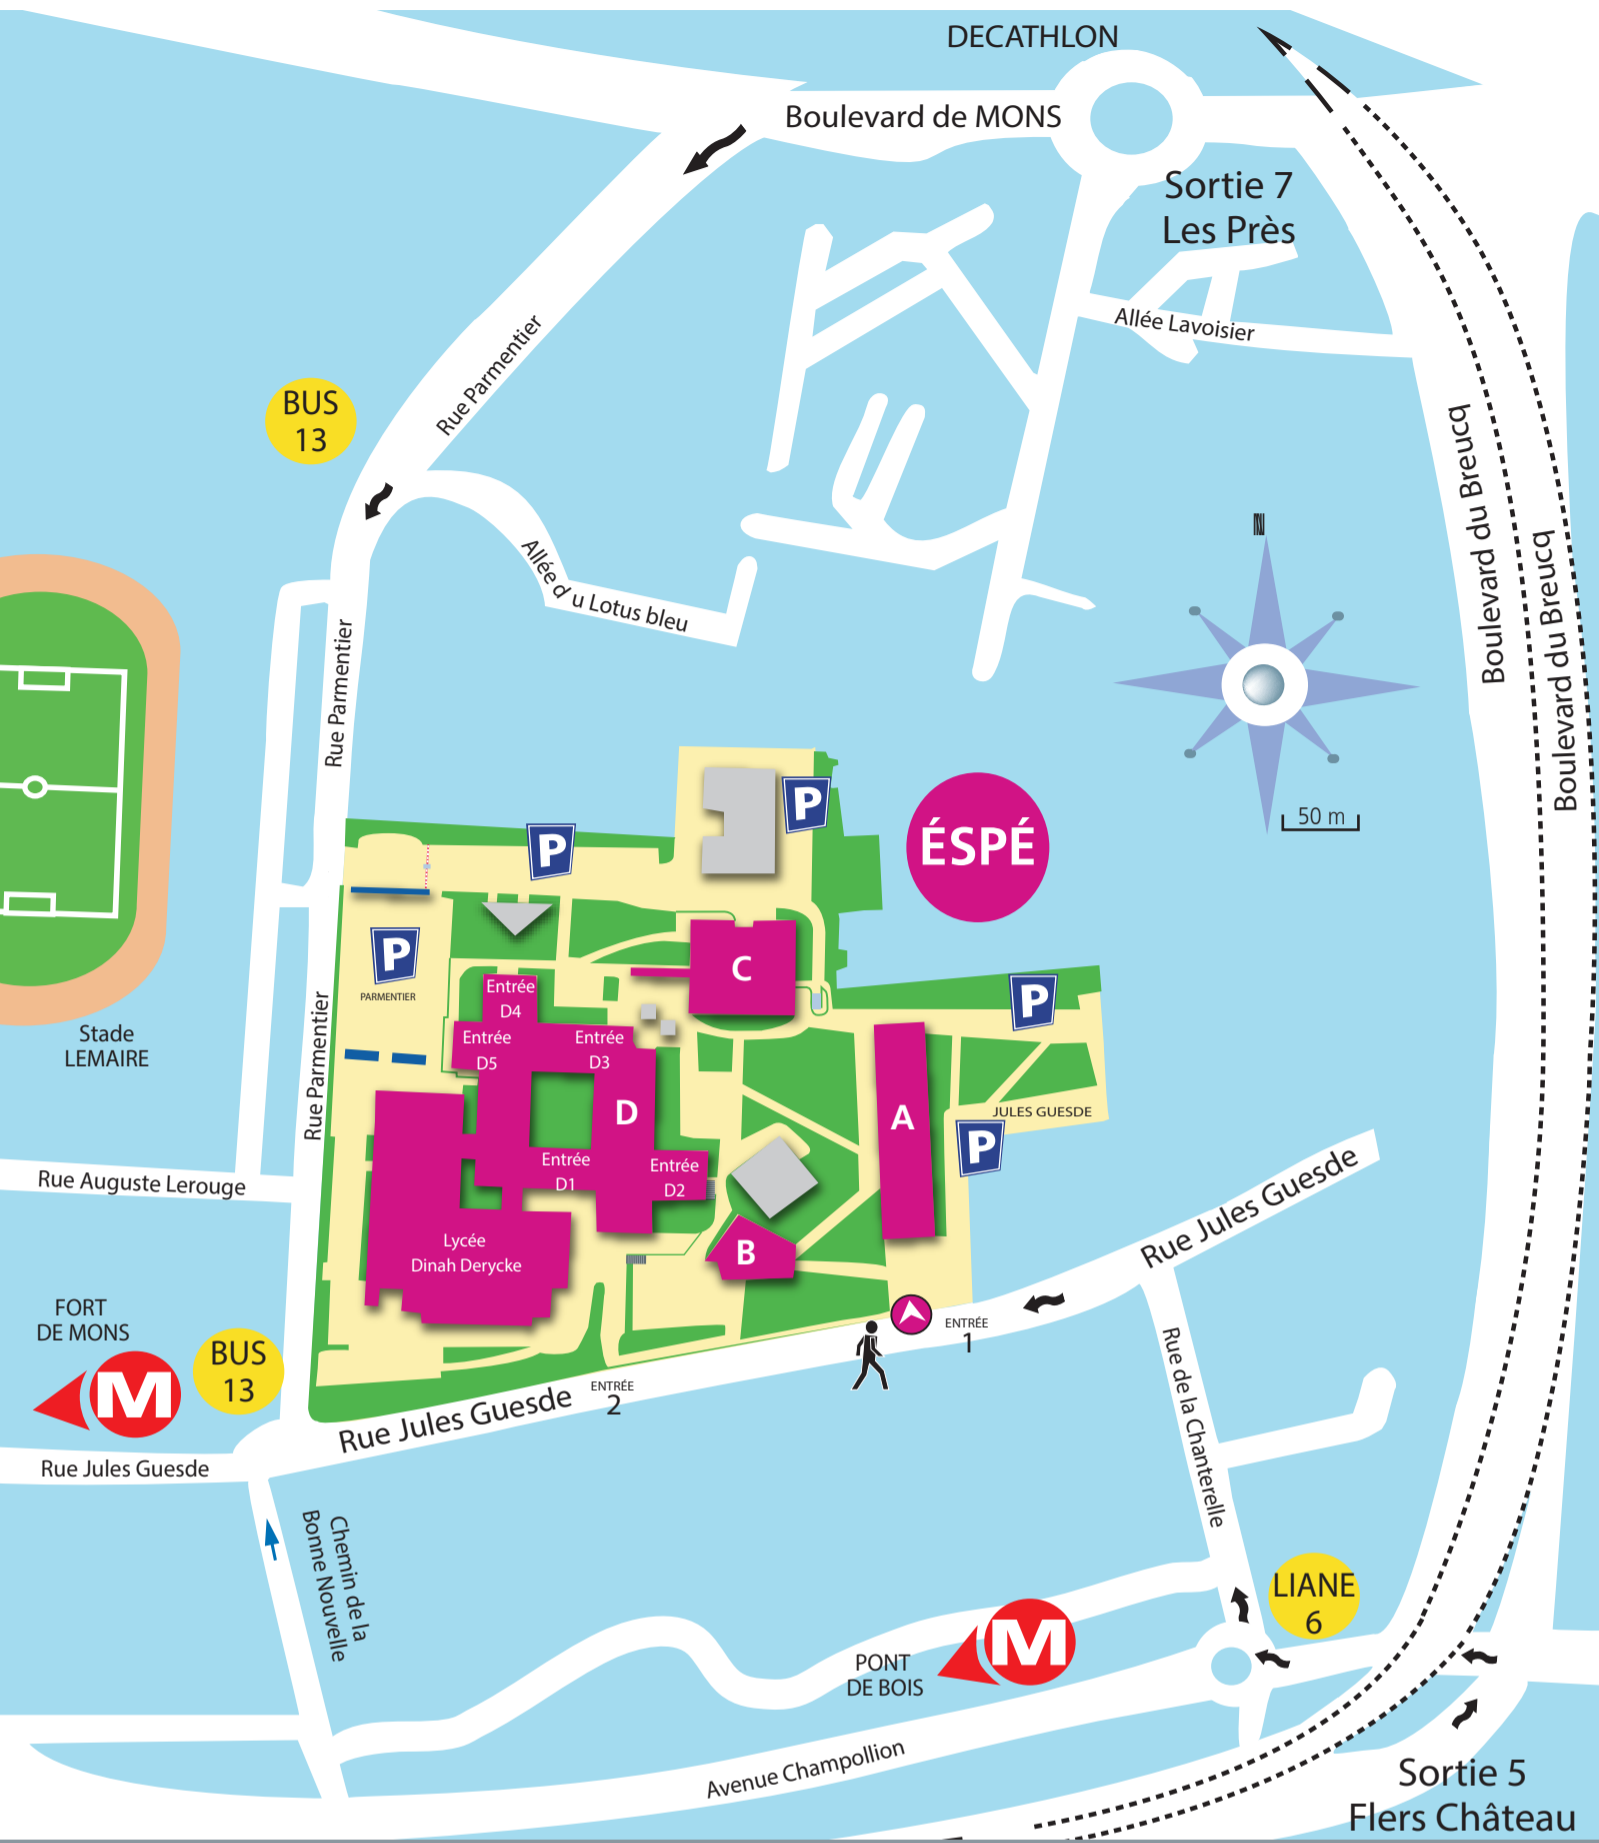 DECATHLON
Boulevard de MONS
Sortie 7
Les Près
Allée Lavoisier
Rue Parmentier
BUS
13
Boulevard du Breucq
Boulevard du Breucq
N
Allée d'u Lotus bleu
Rue Parmentier
50 m
P
P
ÉSPÉ
P
PARMENTIER
C
P
Entrée
D4
Entrée
D5
Entrée
D3
Stade
LEMAIRE
Rue Parmentier
D
A
JULES GUESDE
P
Entrée
D1
Entrée
D2
Rue Auguste Lerouge
Rue Jules Guesde
Lycée
Dinah Derycke
B
FORT
DE MONS
M
BUS
13
ENTRÉE
1
ENTRÉE
2
Rue Jules Guesde
Rue Jules Guesde
Rue de la Chanterelle
Chemin de la
Bonne Nouvelle
LIANE
6
M
PONT
DE BOIS
Avenue Champollion
Sortie 5
Flers Château